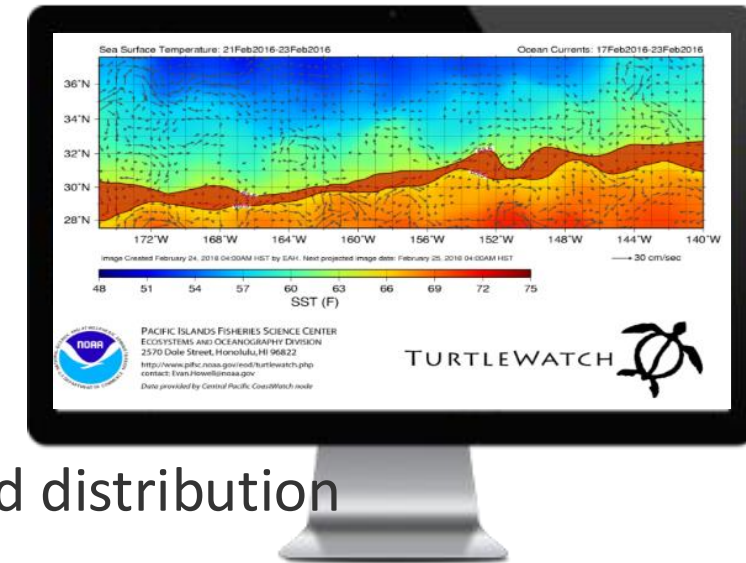 Sea Surface Temperature: 21Feb2016-23Feb2016 Ocean Currents: 17Feb2016-23Feb2016
36°N
34°N
32°N
30°N
28°N
172°W 168°W 164°W 160°W 156°W 152°W 148°W 144°W 140°W
Image Created February 24, 2016 04:00AM HST by EAH. Next projected image date: February 25, 2016 04:00AM HST
30 cm/sec
48 51 54 57 60 63 66 69 72 75
SST (F)
NOAA
PACIFIC ISLANDS FISHERIES SCIENCE CENTER
ECOSYSTEMS AND OCEANOGRAPHY DIVISION
2570 Dole Street, Honolulu, HI 96822
http://www.pifsc.noaa.gov/eod/turtlewatch.php
contact: Evan.Howell@noaa.gov
Data provided by Central Pacific CoastWatch node
TURTLEWATCH
d distribution